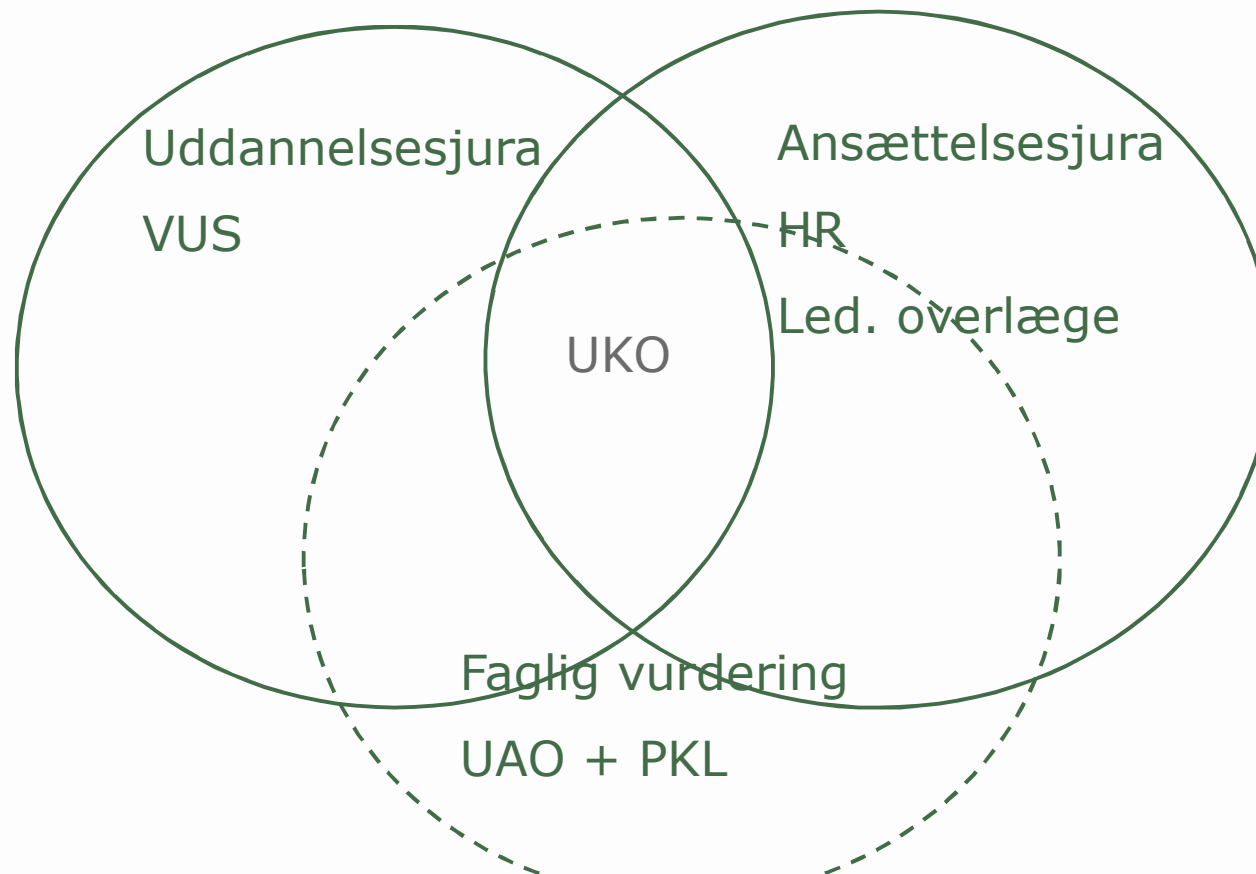 Uddannelsesjura
VUS
Ansættelsesjura
HR
Led. overlæge
UKO
Faglig vurdering
UAO + PKL